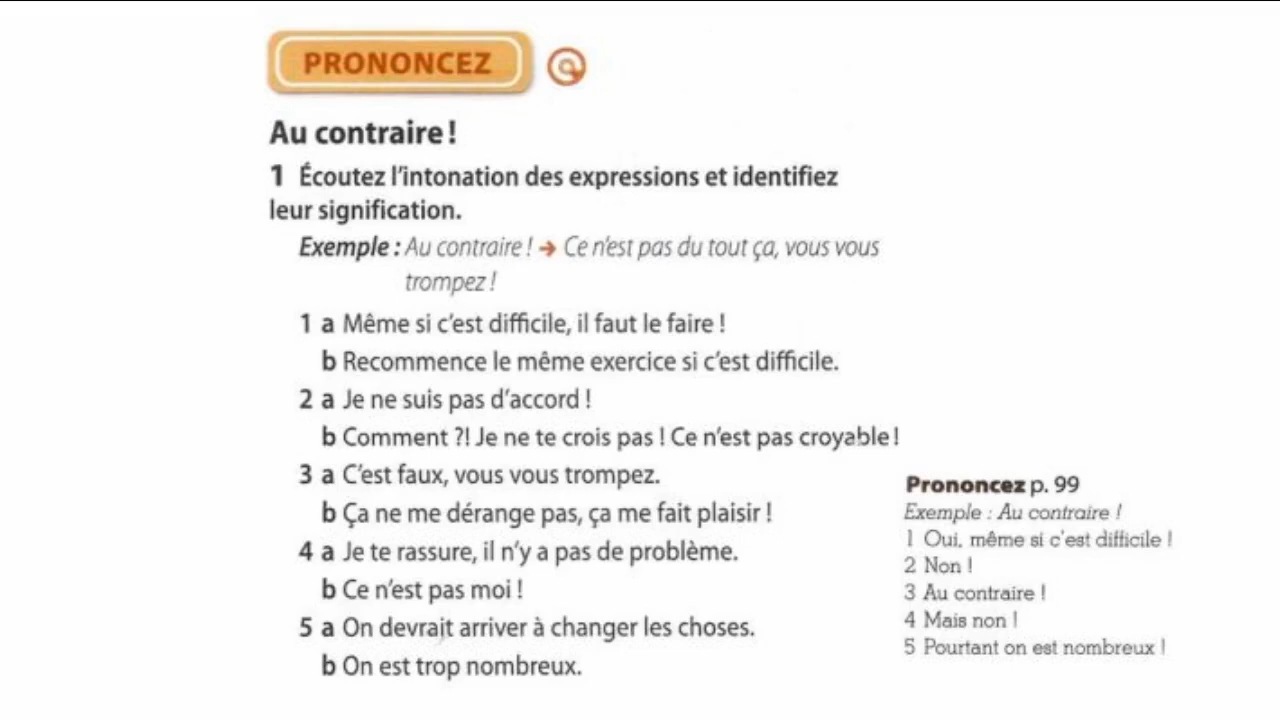 PRONONCEZ
Au contraire !
1 Écoutez l'intonation des expressions et identifiez
leur signification.
Exemple : Au contraire ! ➔ Ce n'est pas du tout ça, vous vous
trompez !
1 a Même si c'est difficile, il faut le faire !
b Recommence le même exercice si c'est difficile.
2 a Je ne suis pas d'accord !
b Comment ?! Je ne te crois pas ! Ce n'est pas croyable !
3 a C'est faux, vous vous trompez.
b Ça ne me dérange pas, ça me fait plaisir !
4 a Je te rassure, il n'y a pas de problème.
b Ce n'est pas moi !
5 a On devrait arriver à changer les choses.
b On est trop nombreux.
Prononcez p. 99
Exemple : Au contraire !
1 Oui, même si c'est difficile !
2 Non !
3 Au contraire !
4 Mais non !
5 Pourtant on est nombreux !